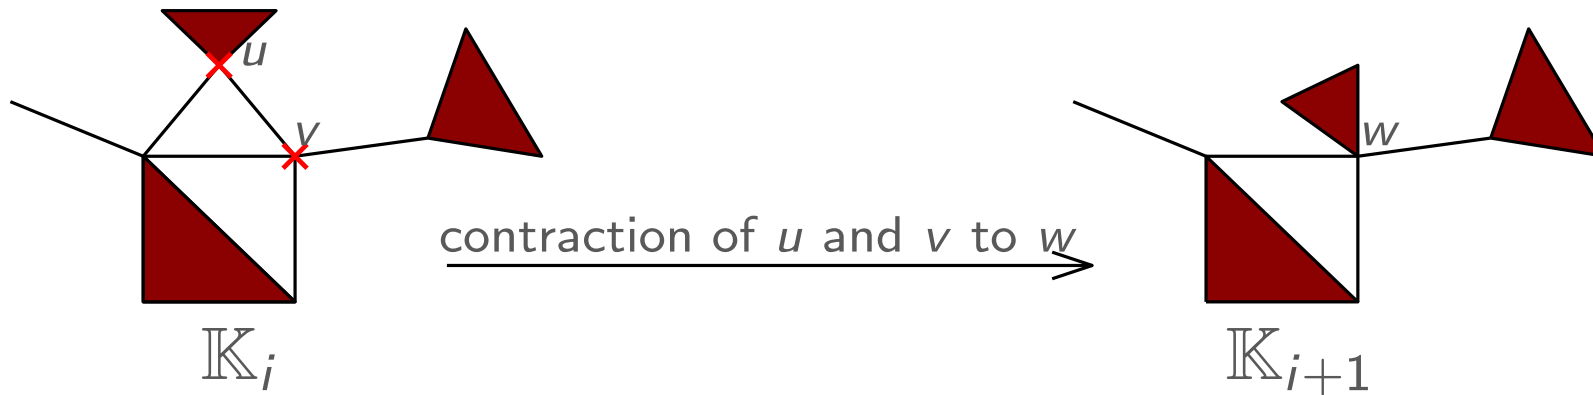 u
v
w
contraction of u and v to w
𝕂i
𝕂i+1